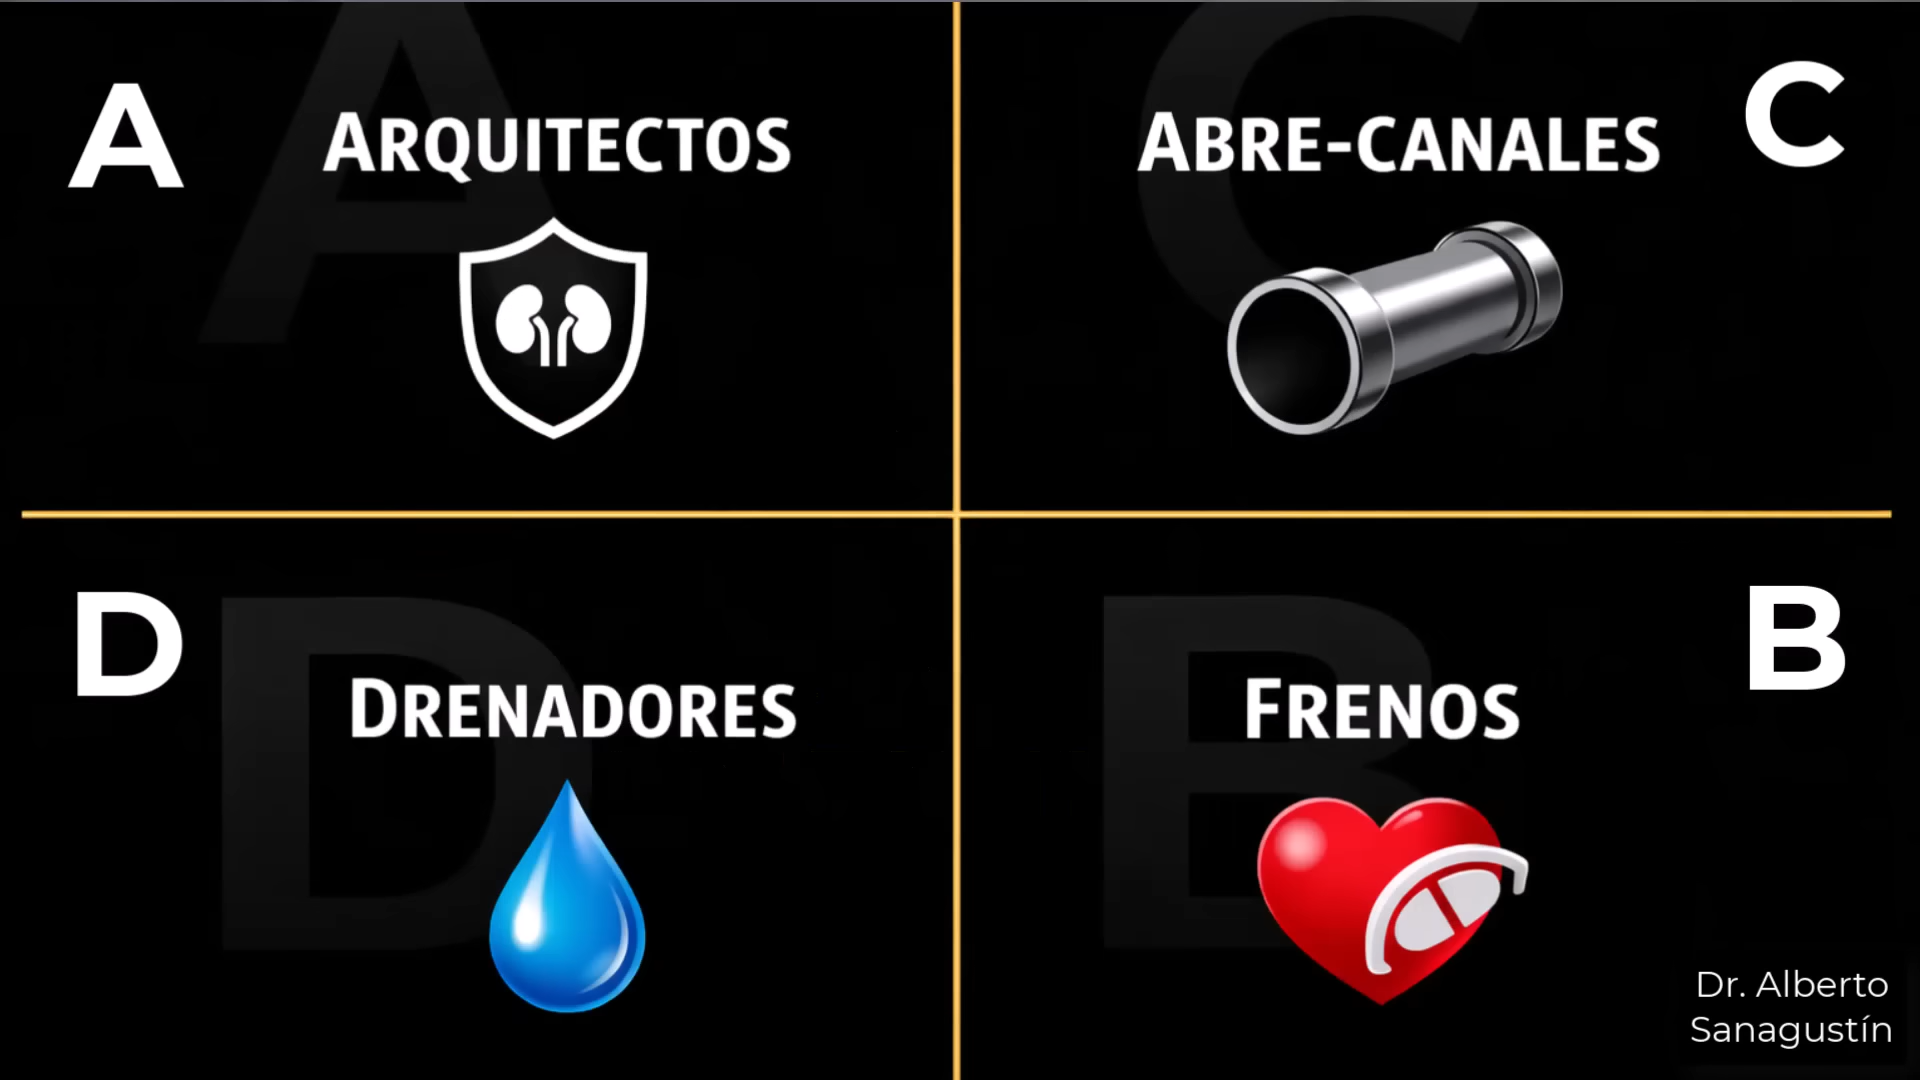 A
ARQUITECTOS
C
ABRE-CANALES
D
DRENADORES
B
FRENOS
Dr. Alberto
Sanagustín